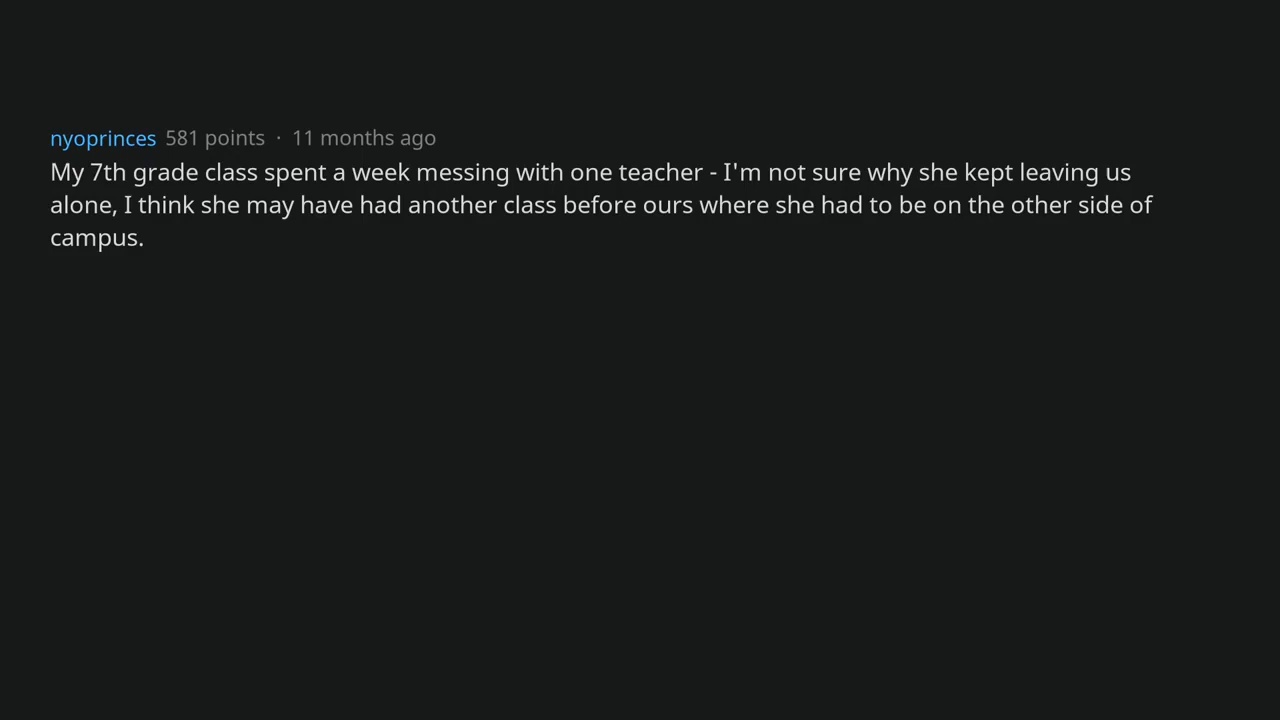 nyoprinces 581 points · 11 months ago
My 7th grade class spent a week messing with one teacher - I'm not sure why she kept leaving us
alone, I think she may have had another class before ours where she had to be on the other side of
campus.